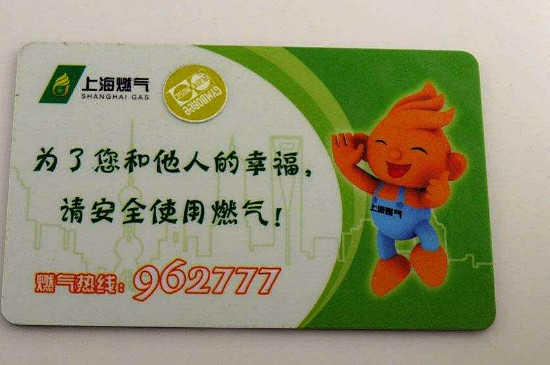 上海燃气
SHANGHAI GAS
为了您和他人的幸福，
请安全使用燃气！
燃气热线：962777
上海燃气